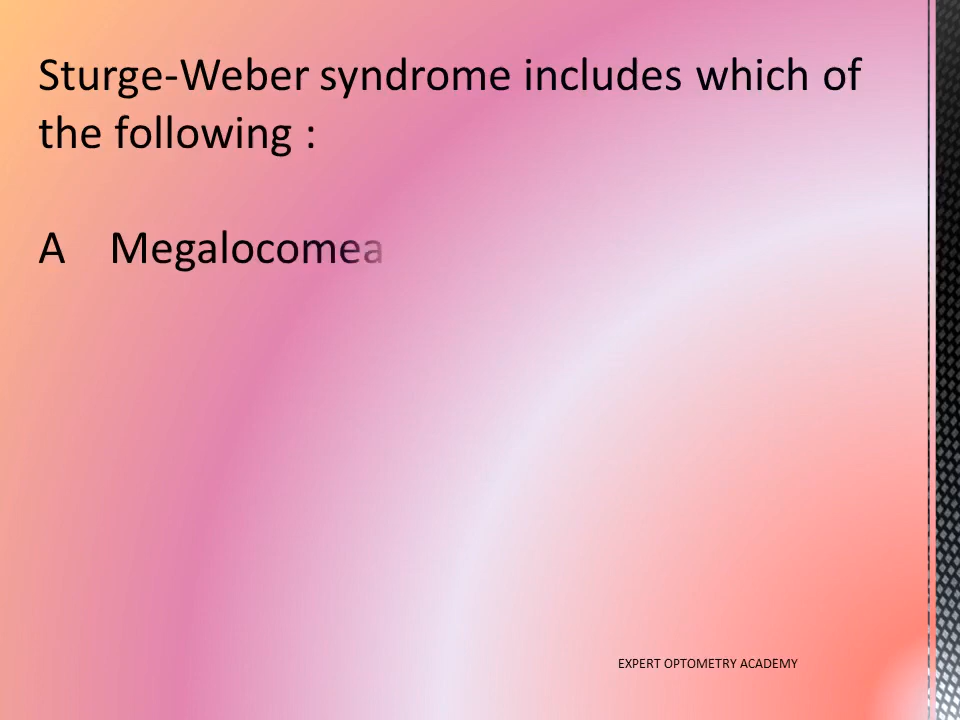 Sturge-Weber syndrome includes which of
the following :
A Megalocomea
EXPERT OPTOMETRY ACADEMY